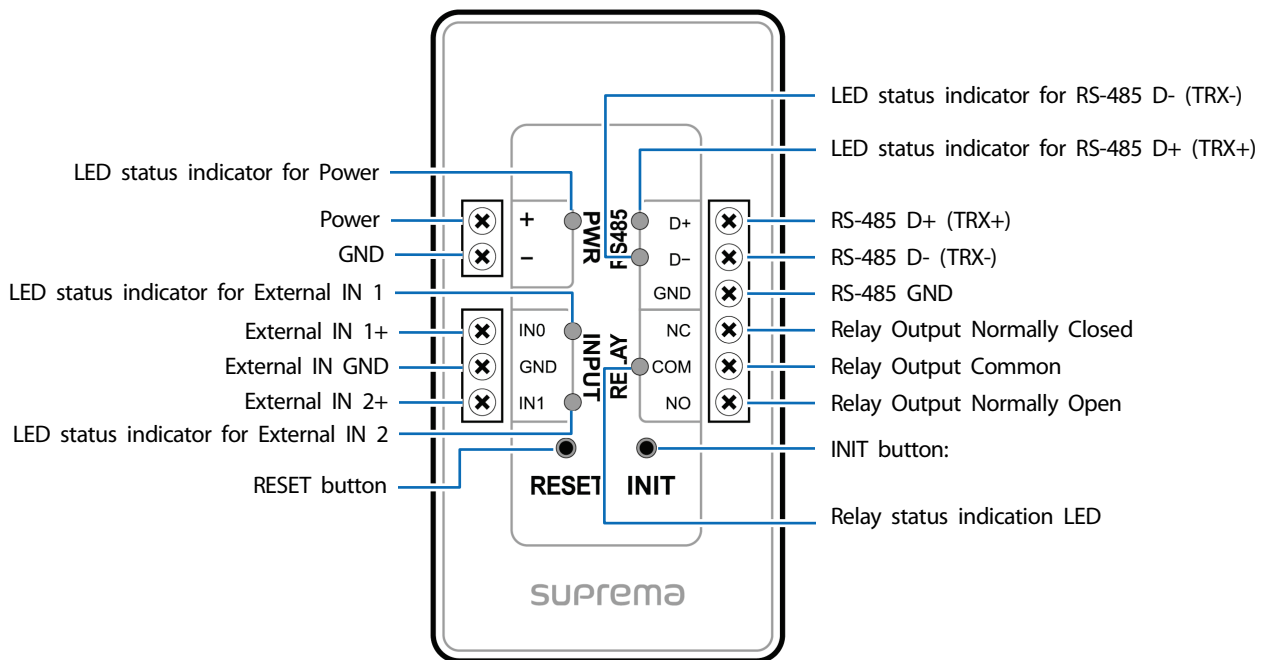 LED status indicator for RS-485 D- (TRX-)
LED status indicator for RS-485 D+ (TRX+)
LED status indicator for Power
Power
GND
LED status indicator for External IN 1
External IN 1+
External IN GND
External IN 2+
LED status indicator for External IN 2
RESET button
+
−
PWR
IN0
GND
IN1
INPUT
RS485
D+
D−
GND
RELAY
NC
COM
NO
RESET
INIT
suprema
RS-485 D+ (TRX+)
RS-485 D- (TRX-)
RS-485 GND
Relay Output Normally Closed
Relay Output Common
Relay Output Normally Open
INIT button:
Relay status indication LED